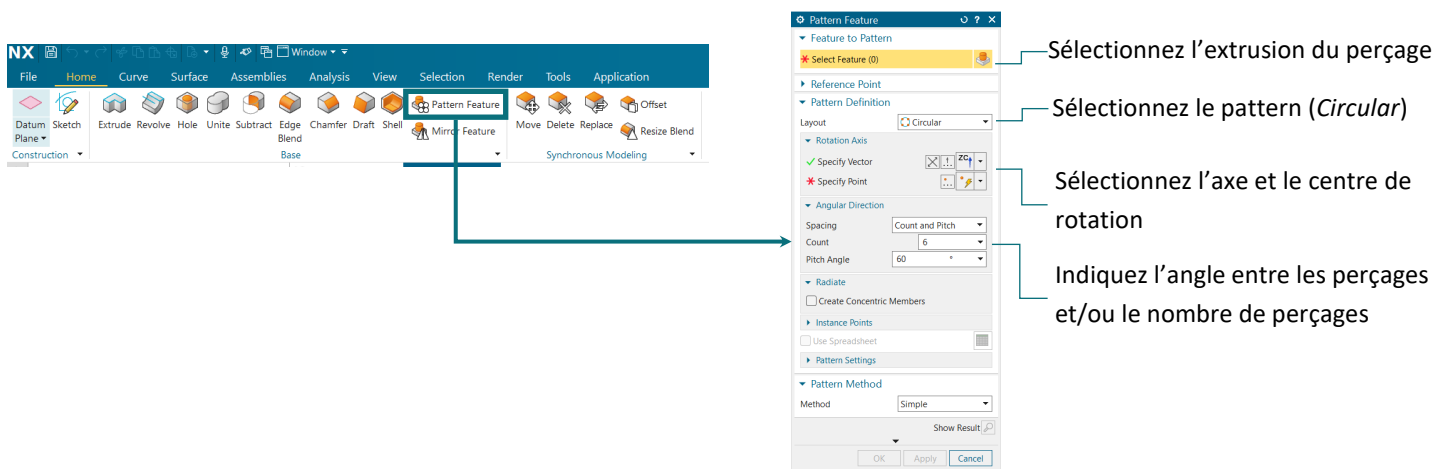 NX Window
File Home Curve Surface Assemblies Analysis View Selection Render Tools Application
Datum Plane Sketch Extrude Revolve Hole Unite Subtract Edge Blend Chamfer Draft Shell
Pattern Feature
Mirror Feature
Move Delete Replace
Offset
Resize Blend
Construction Base Synchronous Modeling
Pattern Feature ? X
Feature to Pattern
* Select Feature (0)
Reference Point
Pattern Definition
Layout Circular
Rotation Axis
Specify Vector ZC
* Specify Point
Angular Direction
Spacing Count and Pitch
Count 6
Pitch Angle 60 °
Radiate
Create Concentric Members
Instance Points
Use Spreadsheet
Pattern Settings
Pattern Method
Method Simple
Show Result
OK Apply Cancel
Sélectionnez l’extrusion du perçage
Sélectionnez le pattern (Circular)
Sélectionnez l’axe et le centre de
rotation
Indiquez l’angle entre les perçages
et/ou le nombre de perçages